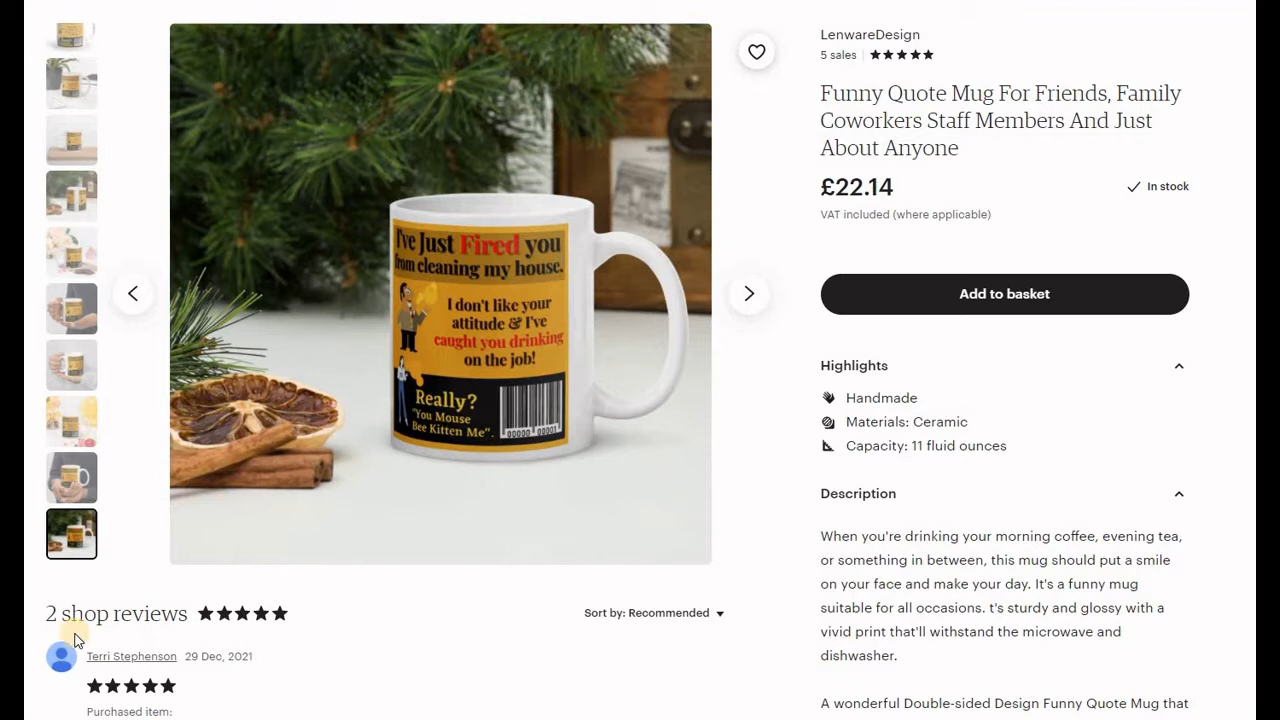 LenwareDesign
5 sales
Funny Quote Mug For Friends, Family
Coworkers Staff Members And Just
About Anyone
£22.14
In stock
VAT included (where applicable)
Add to basket
Highlights
Handmade
Materials: Ceramic
Capacity: 11 fluid ounces
Description
When you're drinking your morning coffee, evening tea,
or something in between, this mug should put a smile
on your face and make your day. It's a funny mug
suitable for all occasions. t's sturdy and glossy with a
vivid print that'll withstand the microwave and
dishwasher.
A wonderful Double-sided Design Funny Quote Mug that
I've Just Fired you
from cleaning my house.
I don't like your
attitude & I've
caught you drinking
on the job!
Really?
"You Mouse
Bee Kitten Me".
00000 00001
2 shop reviews
Sort by: Recommended
Terri Stephenson 29 Dec, 2021
Purchased item: